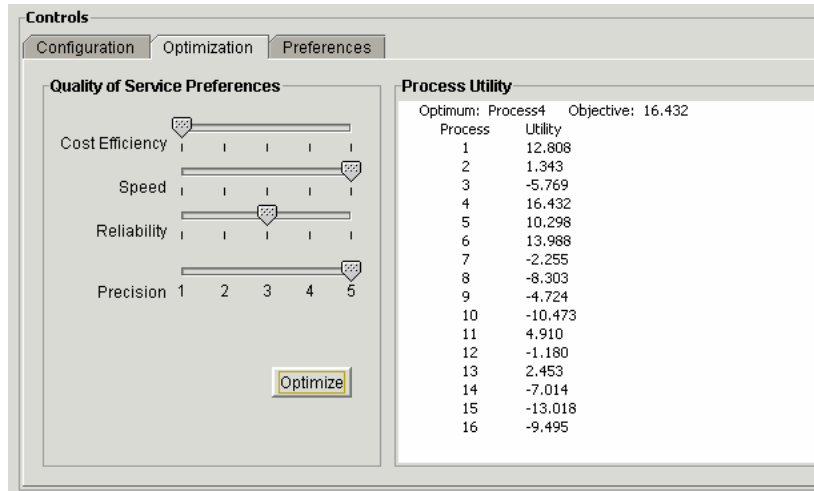 Controls
Configuration Optimization Preferences
Quality of Service Preferences
Cost Efficiency
Speed
Reliability
Precision 1 2 3 4 5
Optimize
Process Utility
Optimum: Process4 Objective: 16.432
Process Utility
1 12.808
2 1.343
3 -5.769
4 16.432
5 10.298
6 13.988
7 -2.255
8 -8.303
9 -4.724
10 -10.473
11 4.910
12 -1.180
13 2.453
14 -7.014
15 -13.018
16 -9.495